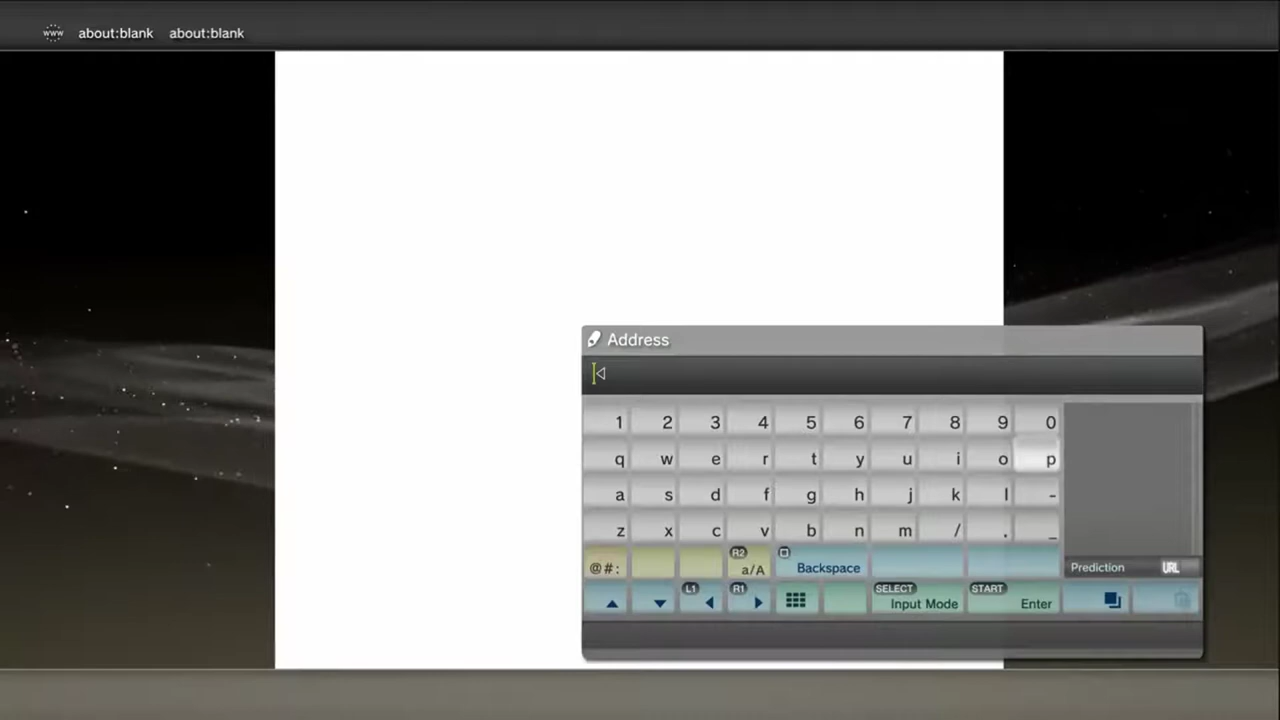 www about:blank about:blank
Address
1 2 3 4 5 6 7 8 9 0
q w e r t y u i o p
a s d f g h j k l -
z x c v b n m / . _
@#: R2 a/A Backspace
Prediction URL
L1 R1 SELECT Input Mode START Enter